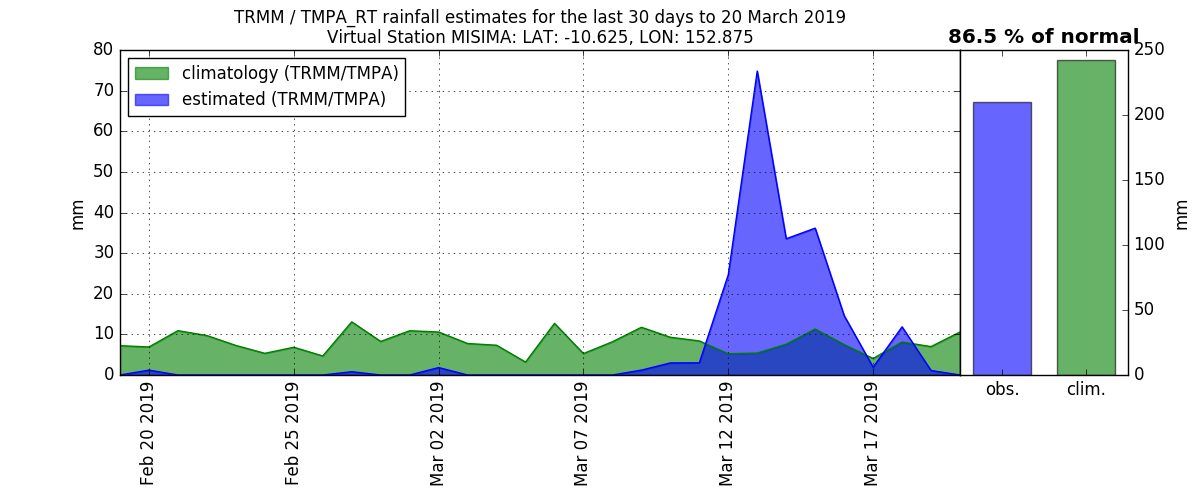 TRMM / TMPA_RT rainfall estimates for the last 30 days to 20 March 2019
Virtual Station MISIMA: LAT: -10.625, LON: 152.875
86.5 % of normal
climatology (TRMM/TMPA)
estimated (TRMM/TMPA)
80
70
60
50
40
30
20
10
0
mm
Feb 20 2019
Feb 25 2019
Mar 02 2019
Mar 07 2019
Mar 12 2019
Mar 17 2019
250
200
150
100
50
0
mm
obs.
clim.